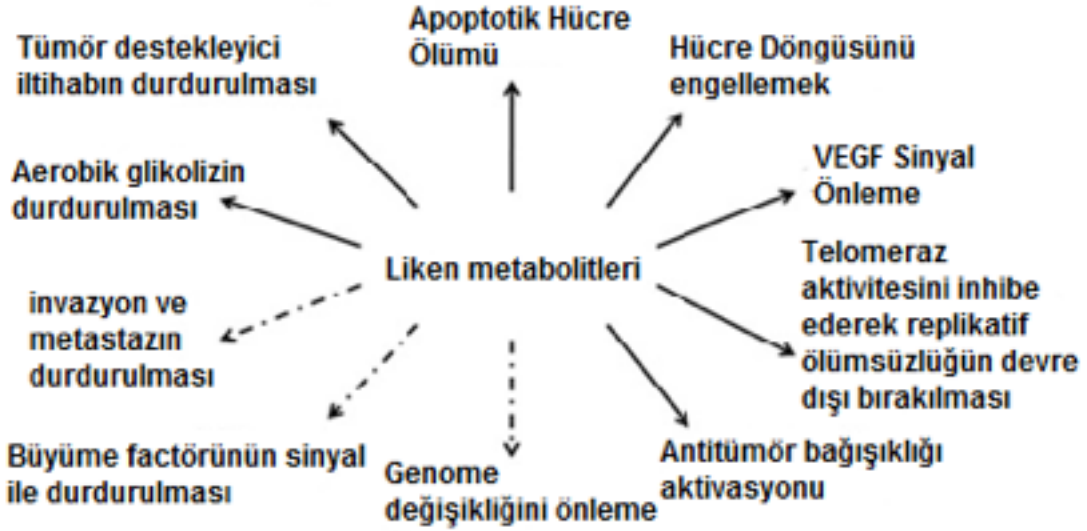 Apoptotik Hücre
Ölümü
Tümör destekleyici
iltihabın durdurulması
Hücre Döngüsünü
engellemek
Aerobik glikolizin
durdurulması
VEGF Sinyal
Önleme
Liken metabolitleri
Telomeraz
aktivitesini inhibe
ederek replikatif
ölümsüzlüğün devre
dışı bırakılması
invazyon ve
metastazın
durdurulması
Büyüme factörünün sinyal
ile durdurulması
Genome
değişikliğini önleme
Antitümör bağışıklığı
aktivasyonu